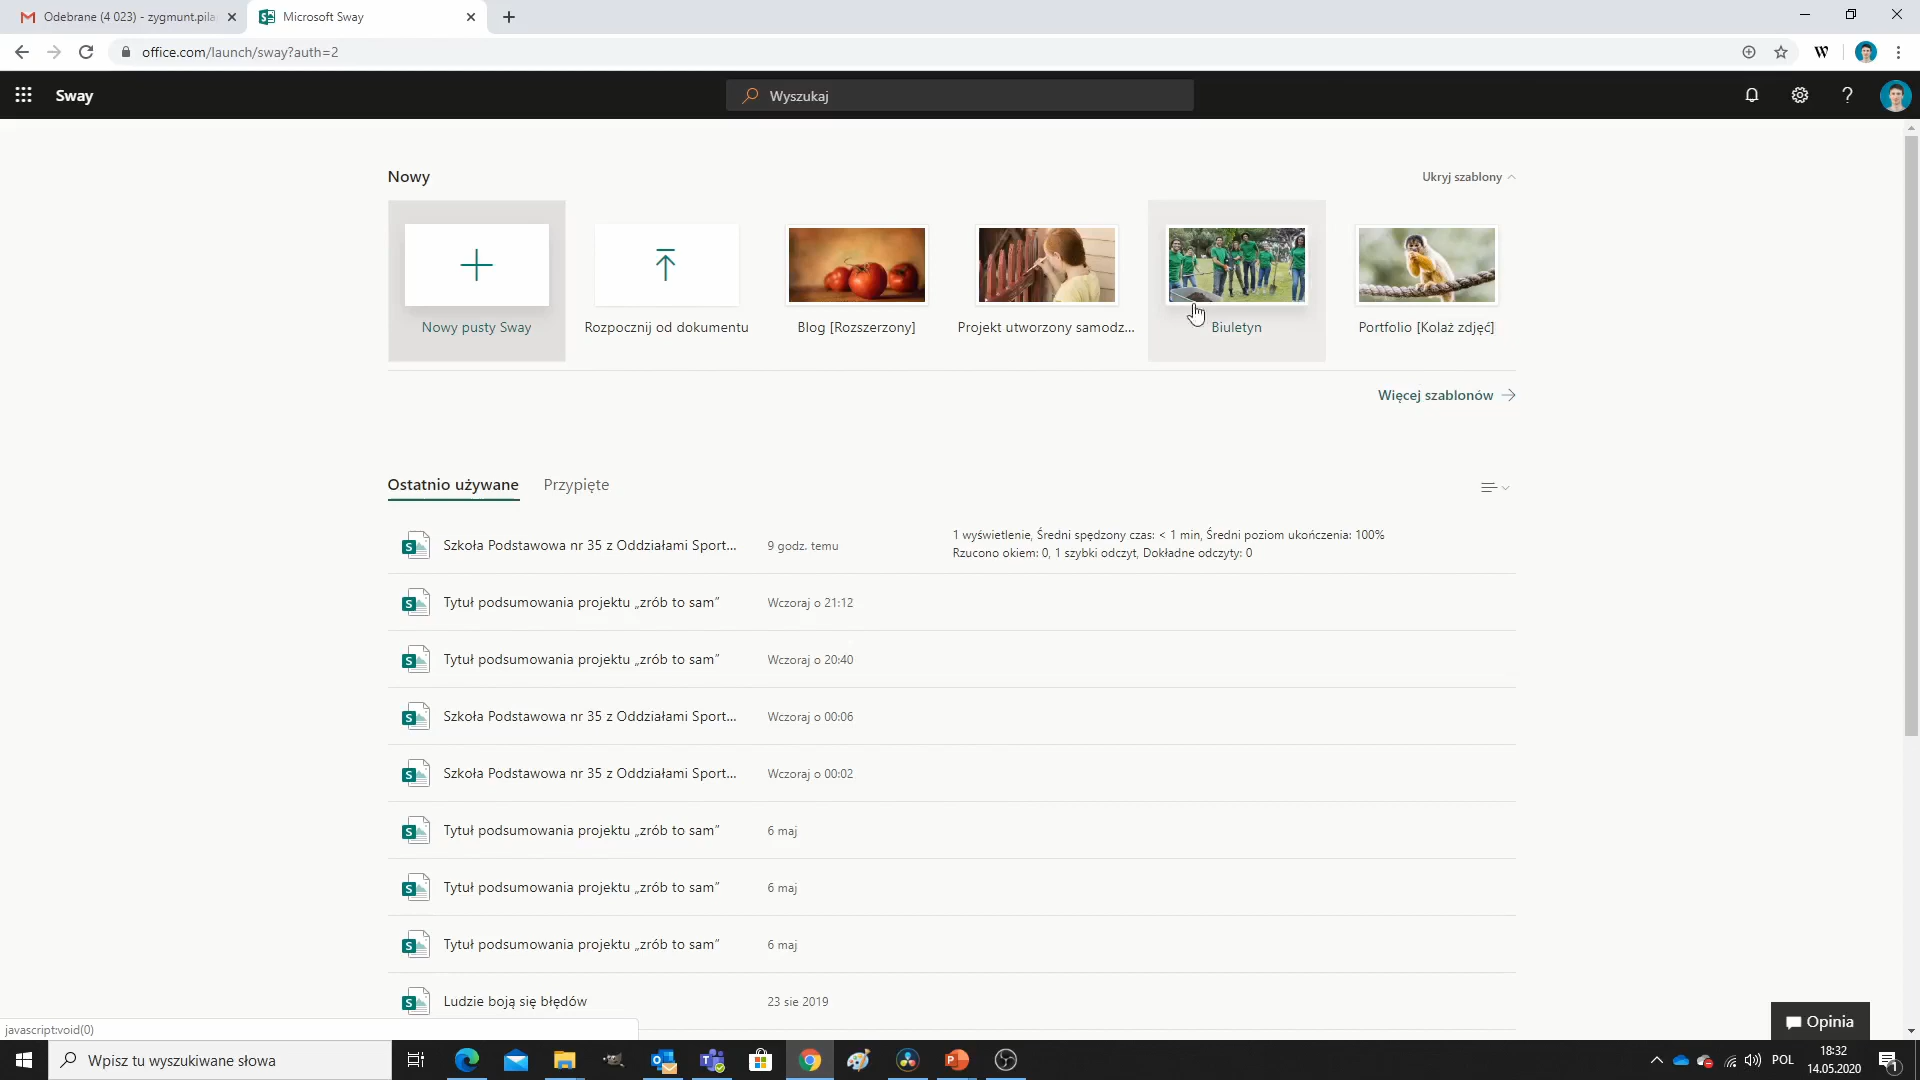 Odebrane (4 023) - zygmunt.pila
Microsoft Sway
office.com/launch/sway?auth=2
W
Sway
Wyszukaj
?
Nowy
Ukryj szablony
Nowy pusty Sway
Rozpocznij od dokumentu
Blog [Rozszerzony]
Projekt utworzony samodz...
Biuletyn
Portfolio [Kolaż zdjęć]
Więcej szablonów
Ostatnio używane
Przypięte
Szkoła Podstawowa nr 35 z Oddziałami Sport...
9 godz. temu
1 wyświetlenie, Średni spędzony czas: < 1 min, Średni poziom ukończenia: 100%
Rzucono okiem: 0, 1 szybki odczyt, Dokładne odczyty: 0
Tytuł podsumowania projektu „zrób to sam”
Wczoraj o 21:12
Tytuł podsumowania projektu „zrób to sam”
Wczoraj o 20:40
Szkoła Podstawowa nr 35 z Oddziałami Sport...
Wczoraj o 00:06
Szkoła Podstawowa nr 35 z Oddziałami Sport...
Wczoraj o 00:02
Tytuł podsumowania projektu „zrób to sam”
6 maj
Tytuł podsumowania projektu „zrób to sam”
6 maj
Tytuł podsumowania projektu „zrób to sam”
6 maj
Ludzie boją się błędów
23 sie 2019
Opinia
javascript:void(0)
Wpisz tu wyszukiwane słowa
POL
18:32
14.05.2020
1